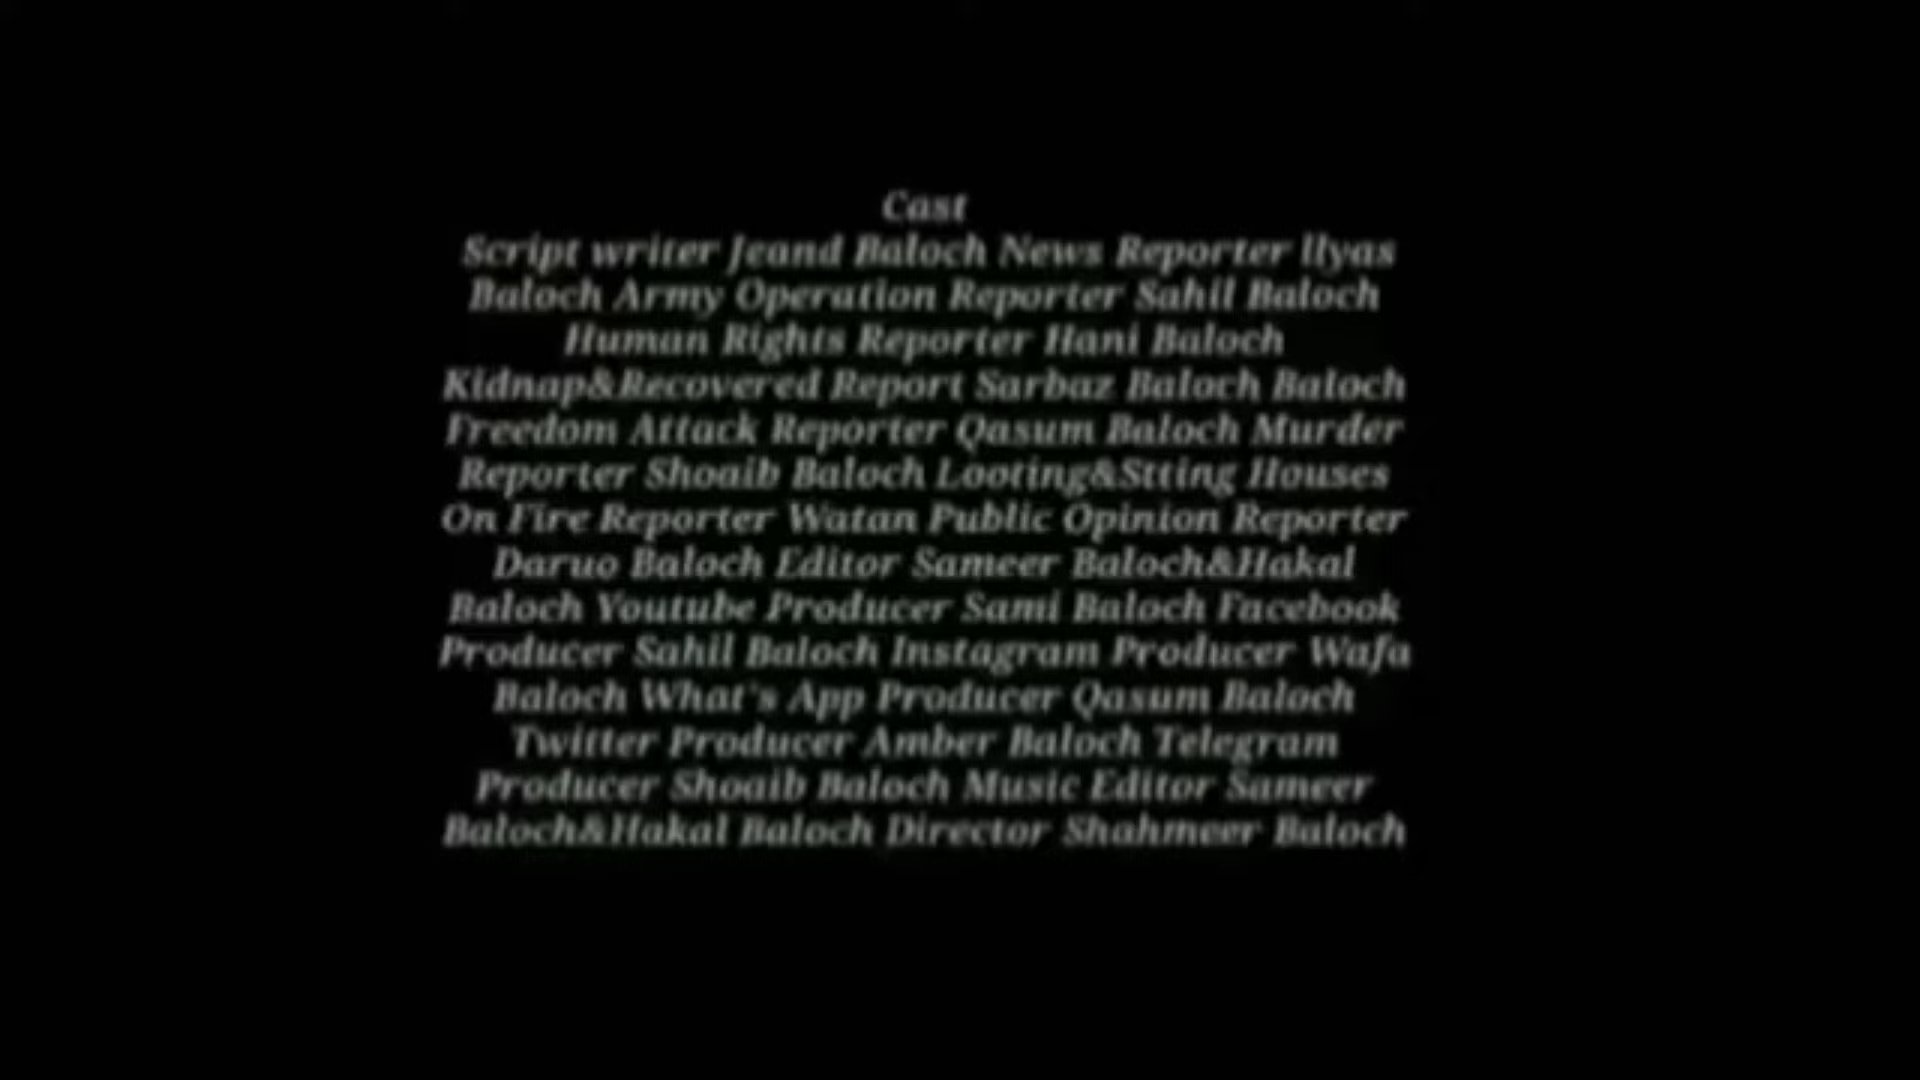 Cast
Script writer Jeand Baloch News Reporter llyas
Baloch Army Operation Reporter Sahil Baloch
Human Rights Reporter Hani Baloch
Kidnap&Recovered Report Sarbaz Baloch Baloch
Freedom Attack Reporter Qasum Baloch Murder
Reporter Shoaib Baloch Looting&Stting Houses
On Fire Reporter Watan Public Opinion Reporter
Daruo Baloch Editor Sameer Baloch&Hakal
Baloch Youtube Producer Sami Baloch Facebook
Producer Sahil Baloch Instagram Producer Wafa
Baloch What's App Producer Qasum Baloch
Twitter Producer Amber Baloch Telegram
Producer Shoaib Baloch Music Editor Sameer
Baloch&Hakal Baloch Director Shahmeer Baloch